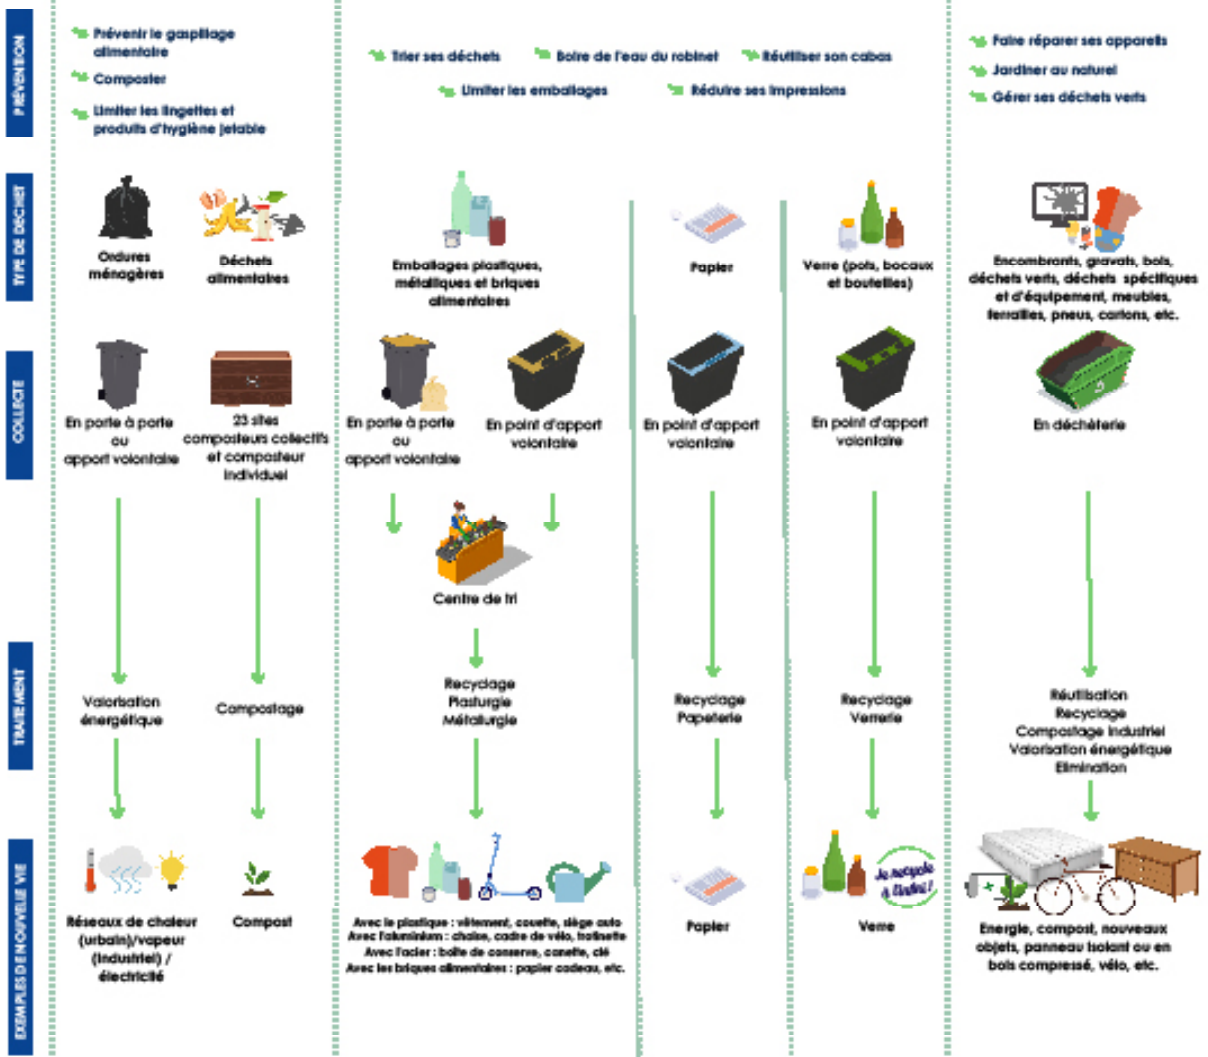 PRÉVENTION
Prévenir le gaspillage
alimentaire
Composter
Limiter les lingettes et
produits d'hygiène jetable
Trier ses déchets
Boire de l'eau du robinet
Réutiliser son cabas
Limiter les emballages
Réduire ses impressions
Faire réparer ses appareils
Jardiner au naturel
Gérer ses déchets verts
TYPE DE DECHET
Ordures
ménagères
Déchets
alimentaires
Emballages plastiques,
métalliques et briques
alimentaires
Papier
Verre (pots, bocaux
et bouteilles)
Encombrants, gravats, bois,
déchets verts, déchets spécifiques
et d'équipement, meubles,
ferrailles, pneus, cartons, etc.
COLLECTE
En porte à porte
ou
apport volontaire
23 sites
composteurs collectifs
et composteur
individuel
En porte à porte
ou
apport volontaire
En point d'apport
volontaire
En point d'apport
volontaire
En point d'apport
volontaire
En déchèterie
Centre de tri
TRAITEMENT
Valorisation
énergétique
Compostage
Recyclage
Plasturgie
Métallurgie
Recyclage
Papeterie
Recyclage
Verrerie
Réutilisation
Recyclage
Compostage industriel
Valorisation énergétique
Elimination
EXEMPLES DE NOUVELLE VIE
Réseaux de chaleur
(urbain)/vapeur
(industriel) /
électricité
Compost
Avec le plastique : vêtement, couette, siège auto
Avec l'aluminium : chaise, cadre de vélo, trotinette
Avec l'acier : boîte de conserve, canette, clé
Avec les briques alimentaires : papier cadeau, etc.
Papier
Je recycle
à l'infini !
Verre
Energie, compost, nouveaux
objets, panneau isolant ou en
bois compressé, vélo, etc.